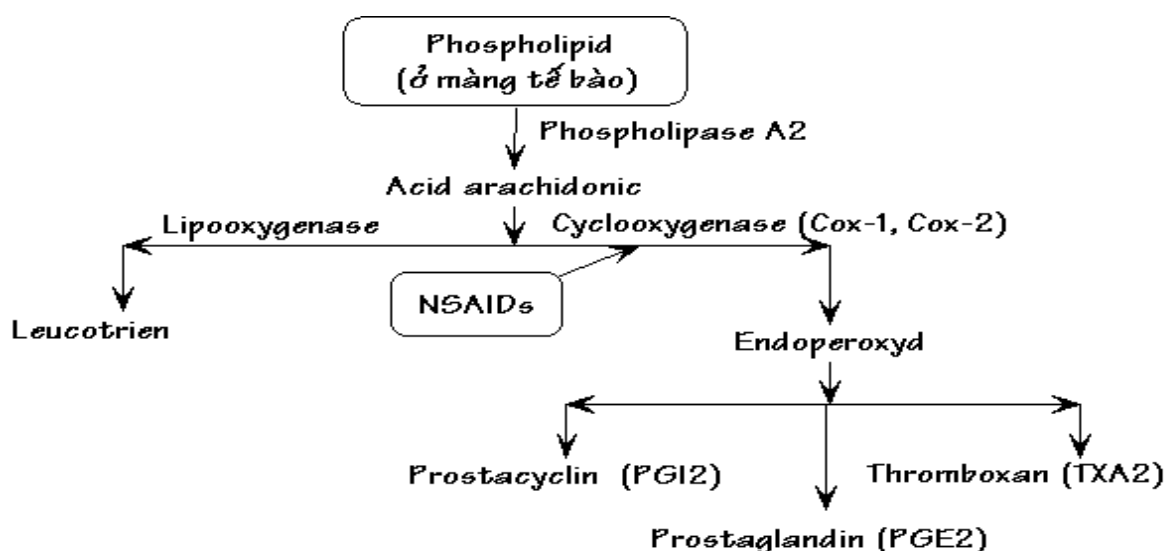 Phospholipid
(ở màng tế bào)
Phospholipase A2
Acid arachidonic
Lipooxygenase
Cyclooxygenase (Cox-1, Cox-2)
NSAIDs
Leucotrien
Endoperoxyd
Prostacyclin (PGI2)
Thromboxan (TXA2)
Prostaglandin (PGE2)